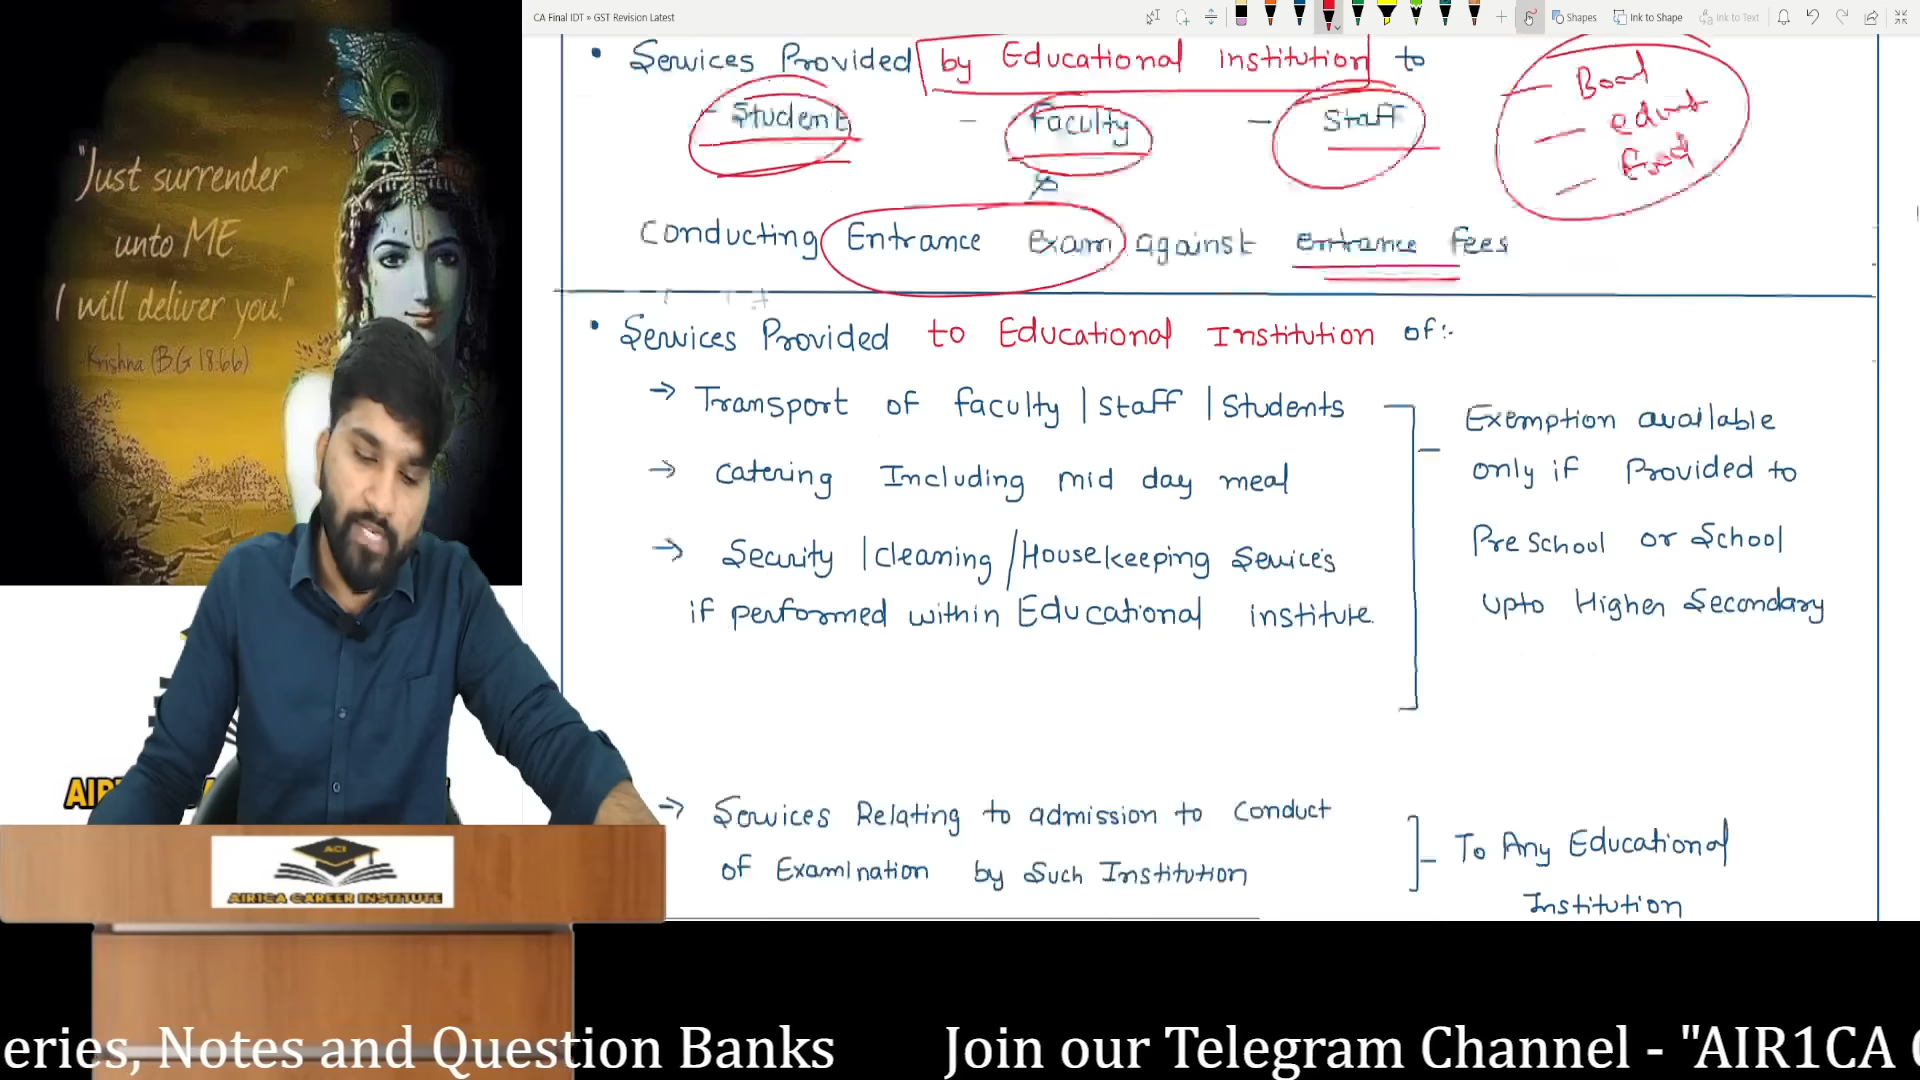 CA Final IDT » GST Revision Latest
Shapes
Ink to Shape
Ink to Text
"Just surrender
unto ME
I will deliver you!"
-Krishna (B.G 18.66)
• Services Provided by Educational institution to
- Student - Faculty - Staff
Conducting Entrance Exam against entrance fees
• Services Provided to Educational Institution of:-
→ Transport of faculty | Staff | Students
→ Catering Including mid day meal
→ Security | Cleaning / Housekeeping Services
if performed within Educational institute.
Exemption available
only if Provided to
Pre School or School
upto Higher Secondary
→ Services Relating to admission to Conduct
of Examination by Such Institution
To Any Educational
Institution
ACI
AIR1CA CAREER INSTITUTE
eries, Notes and Question Banks
Join our Telegram Channel - "AIR1CA